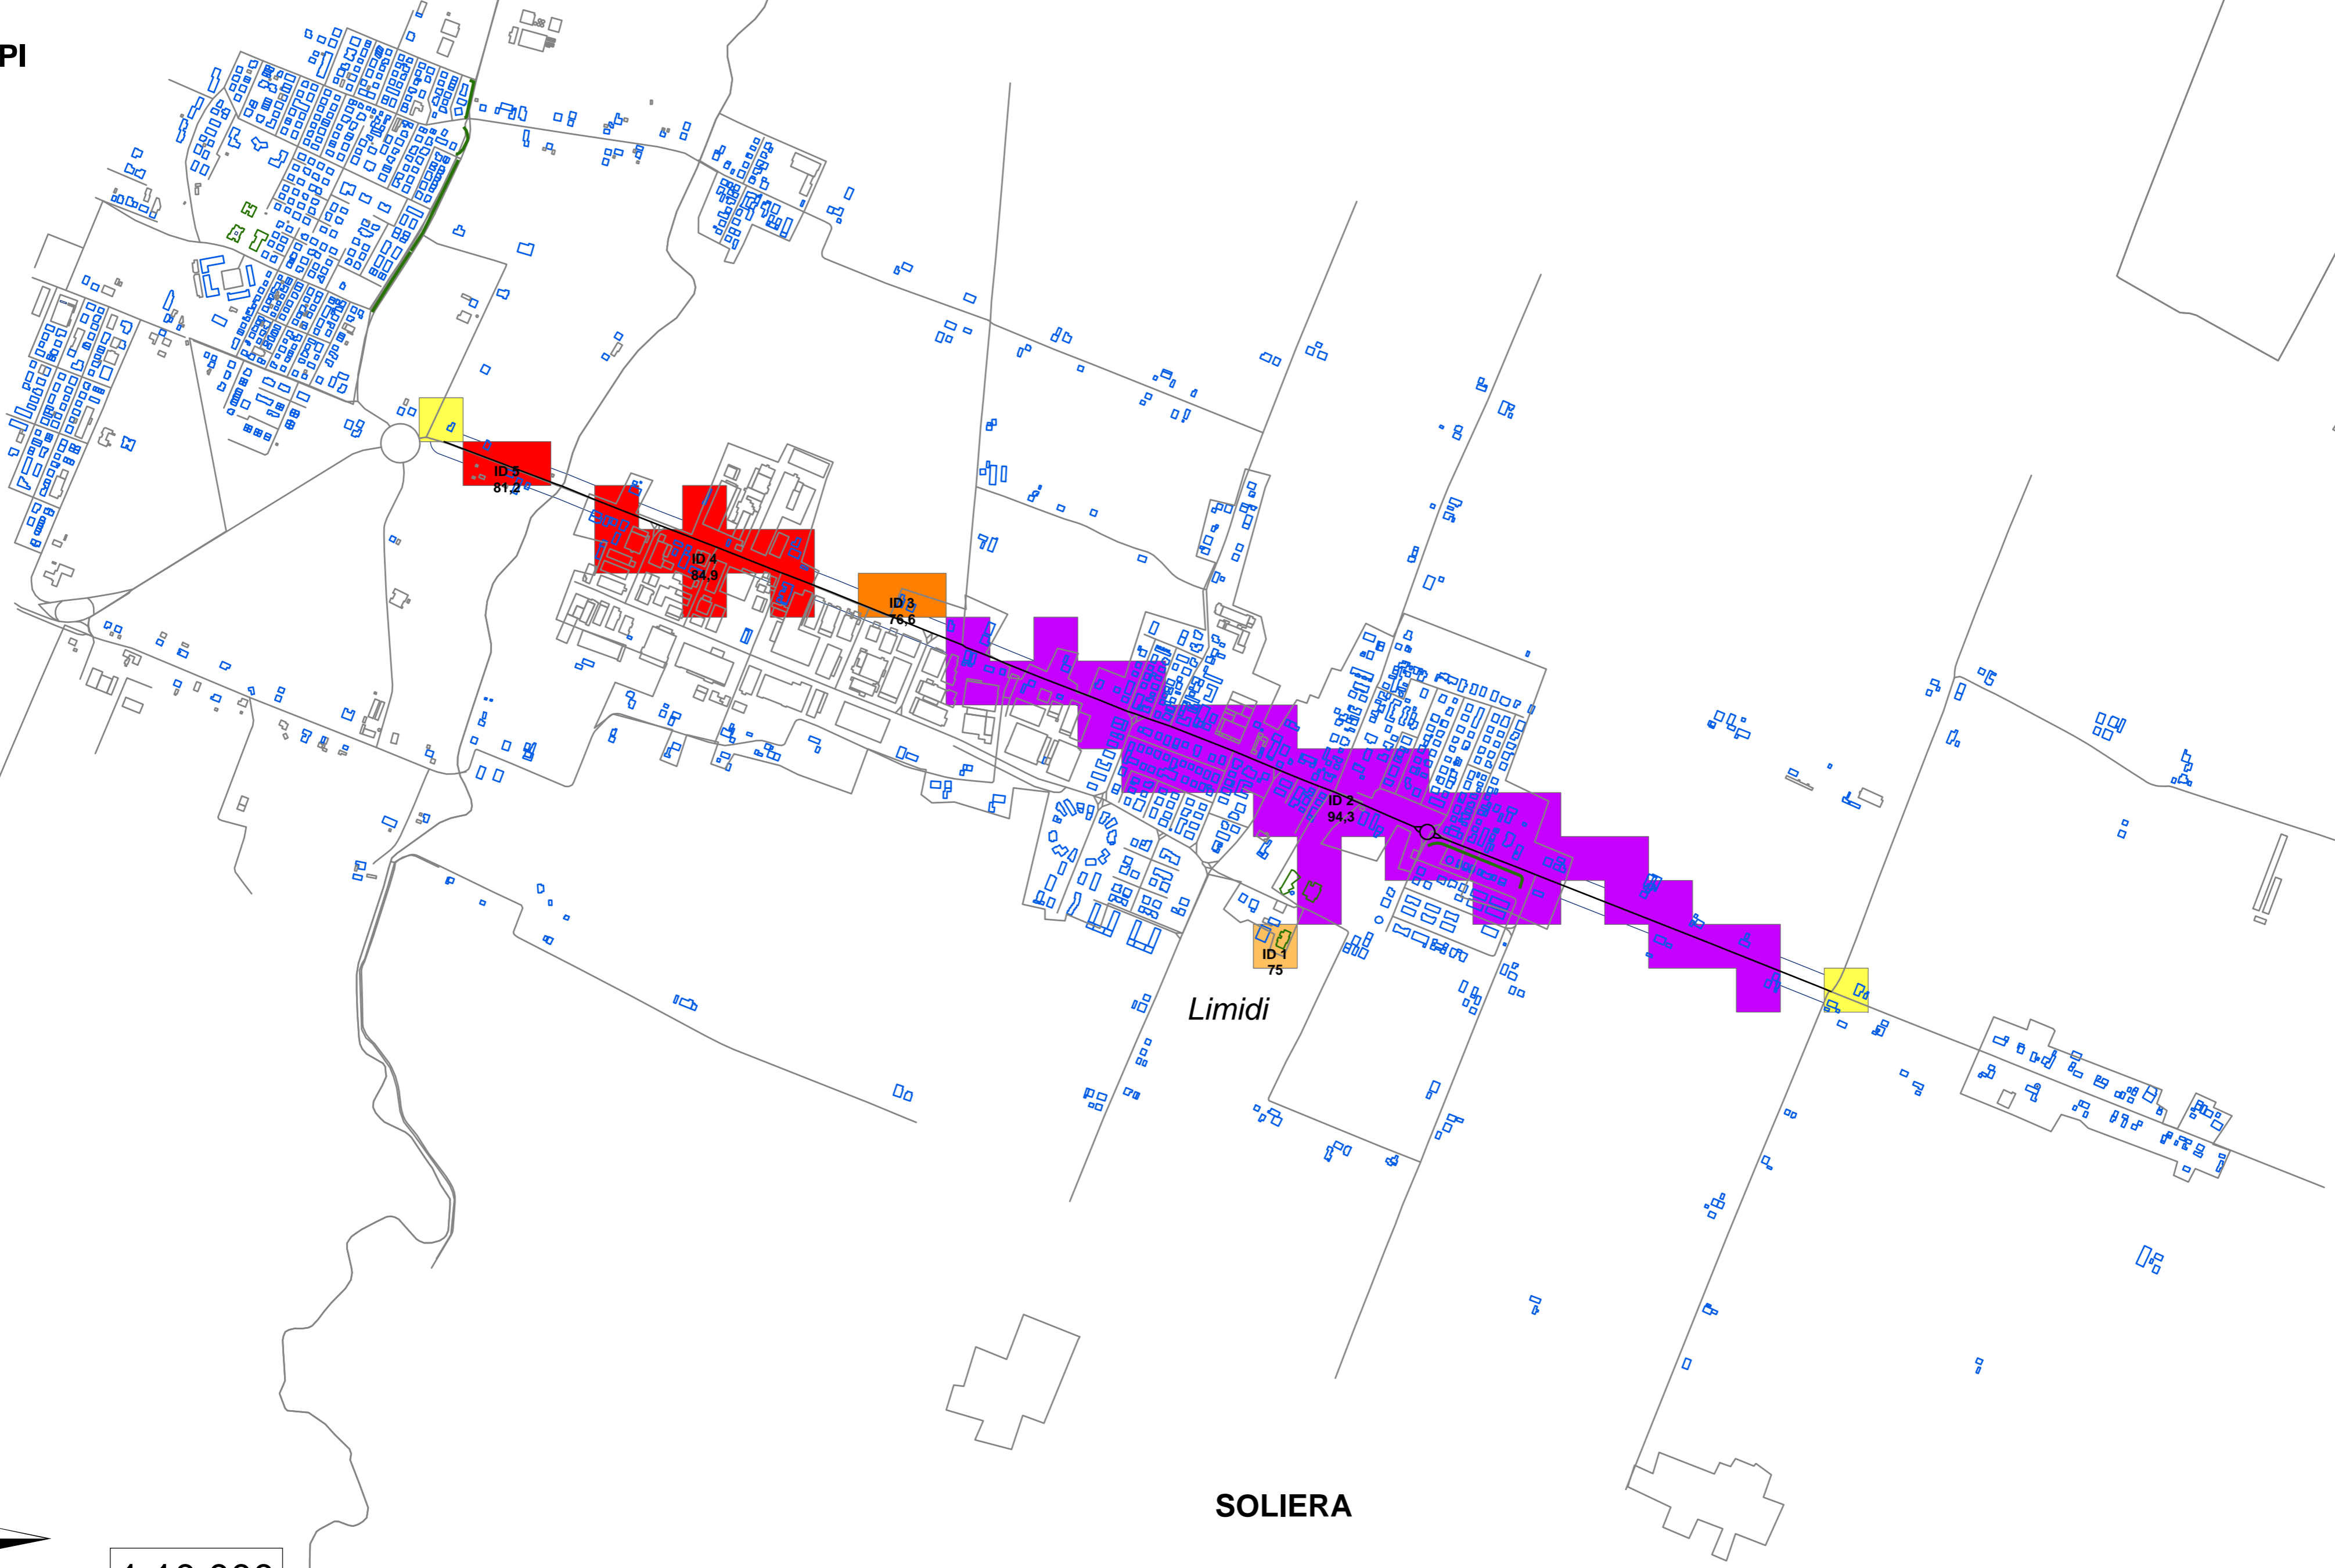 PI
ID 5
81,2
ID 4
84,9
ID 3
76,6
ID 2
94,3
ID 1
75
Limidi
SOLIERA